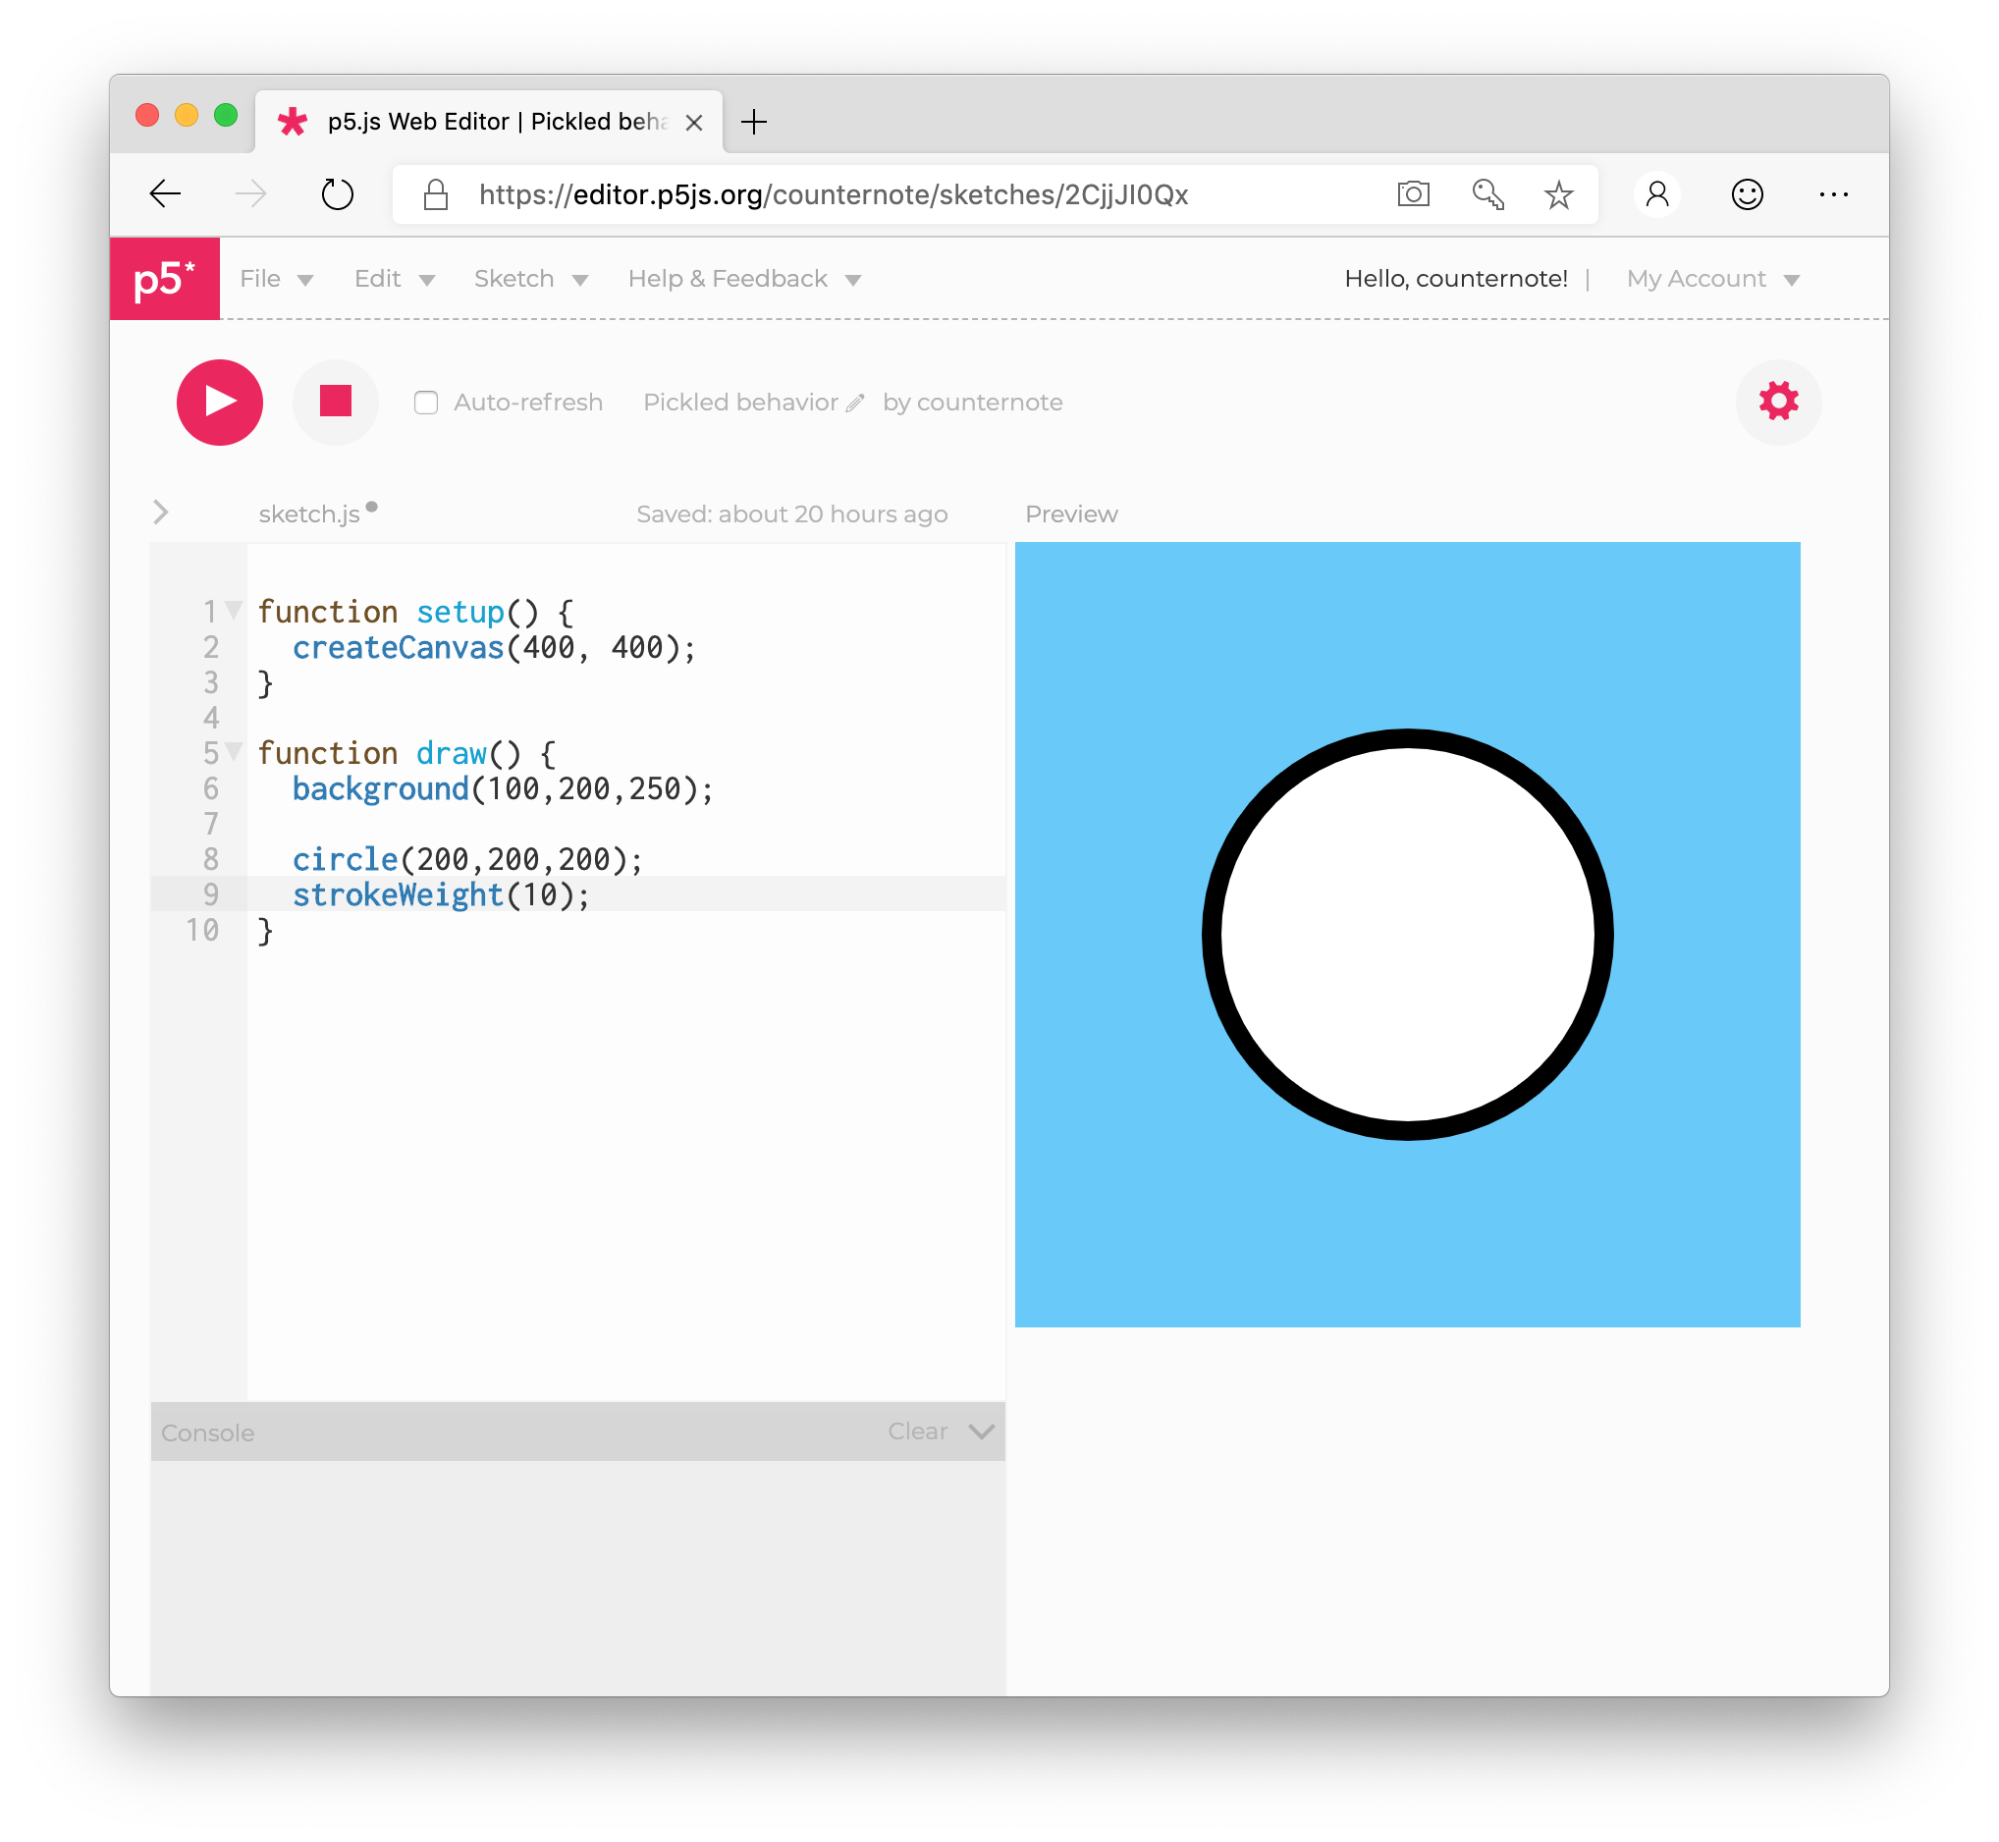 p5.js Web Editor | Pickled beha
https://editor.p5js.org/counternote/sketches/2CjjJI0Qx
p5* File Edit Sketch Help & Feedback Hello, counternote! | My Account
Auto-refresh Pickled behavior by counternote
sketch.js Saved: about 20 hours ago Preview
1 function setup() {
2   createCanvas(400, 400);
3 }
4
5 function draw() {
6   background(100,200,250);
7
8   circle(200,200,200);
9   strokeWeight(10);
10 }
Console Clear